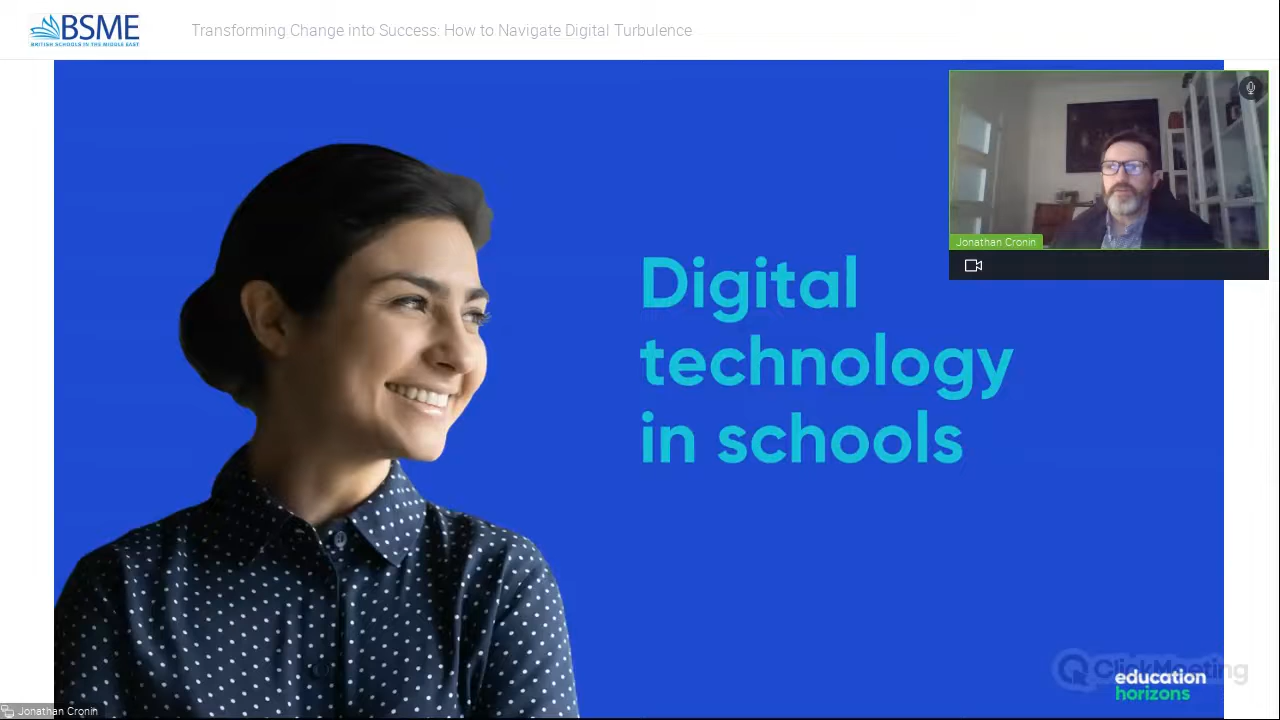 BSME
BRITISH SCHOOLS IN THE MIDDLE EAST
Transforming Change into Success: How to Navigate Digital Turbulence
Jonathan Cronin
Digital
technology
in schools
ClickMeeting
education
horizons
Jonathan Cronin